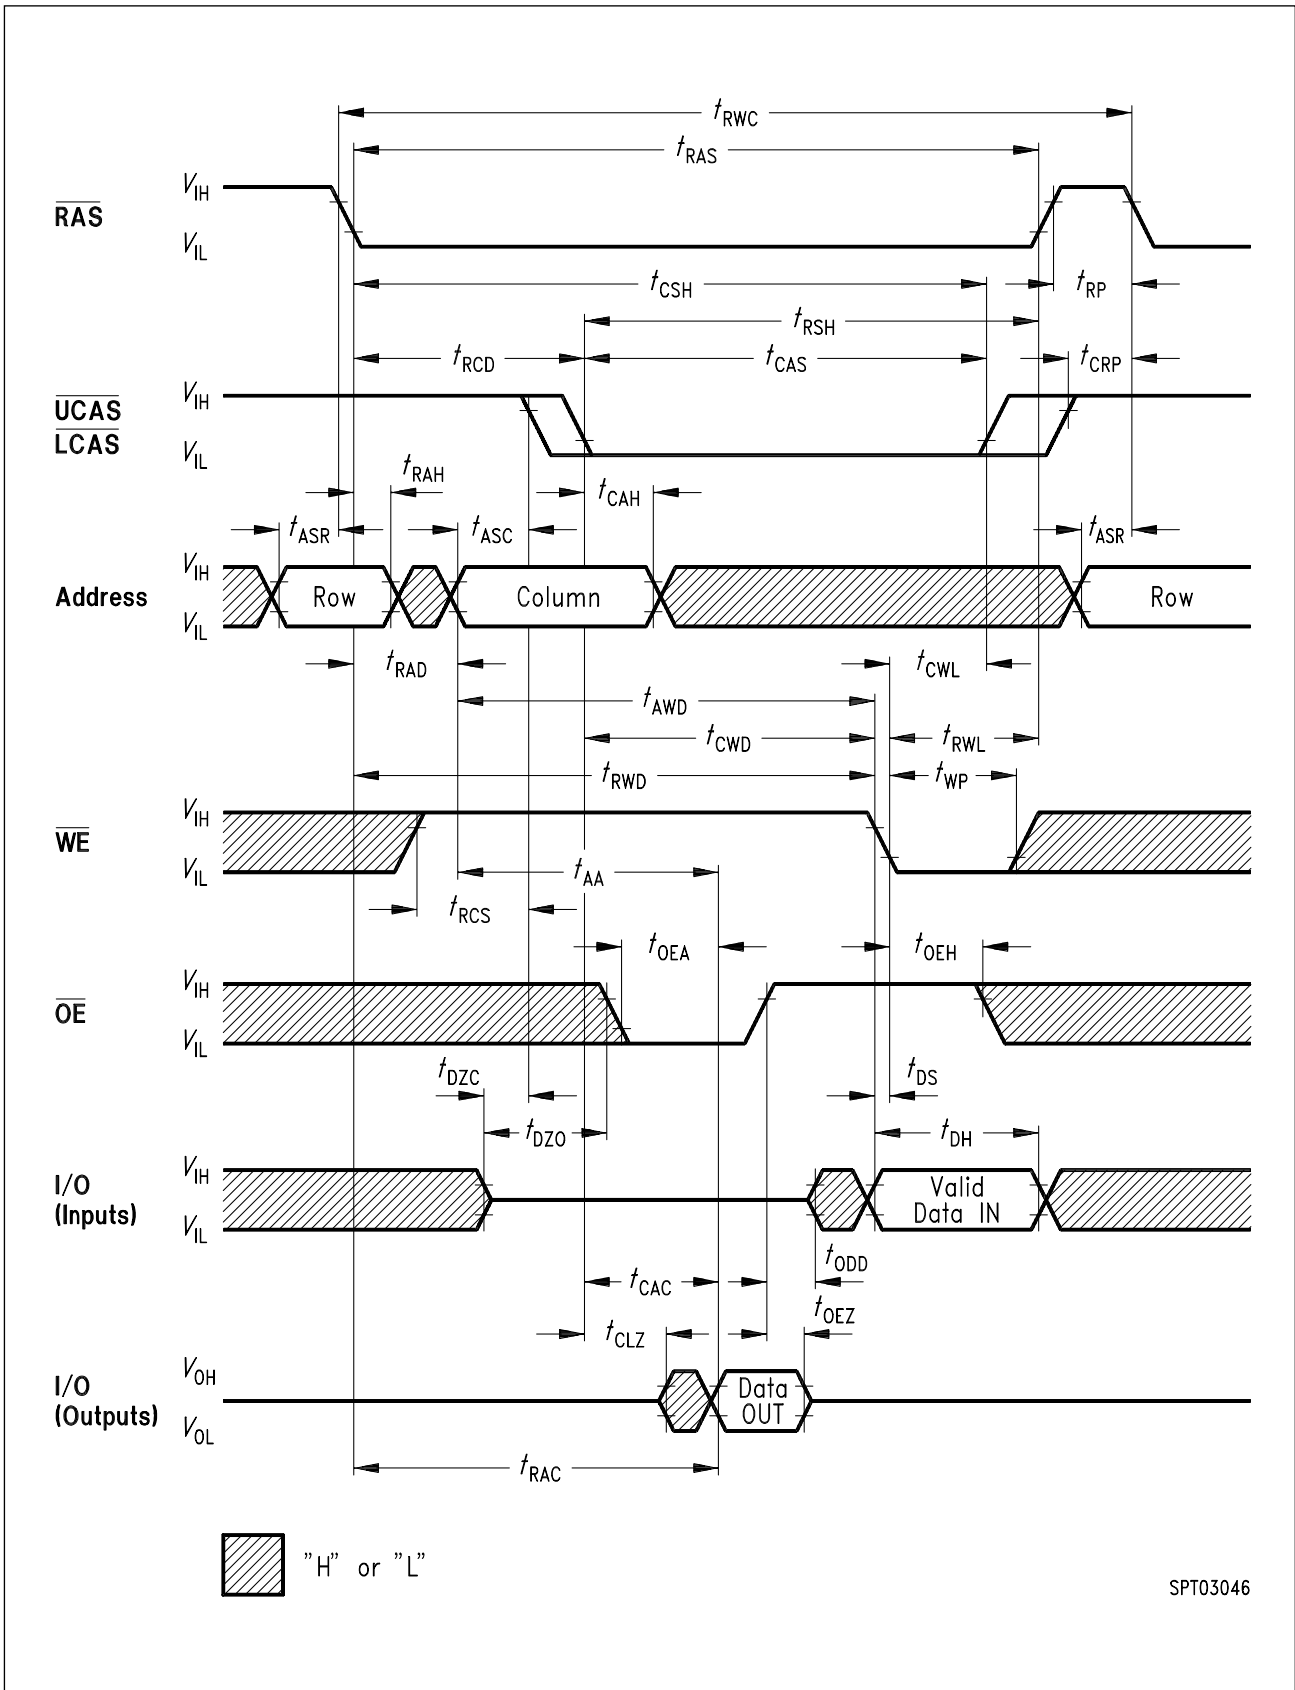 tRWC
tRAS
RAS
VIH
VIL
tCSH
tRP
tRSH
tRCD
tCAS
tCRP
UCAS
LCAS
VIH
VIL
tRAH
tCAH
tASR
tASC
tASR
Address
VIH
VIL
Row
Column
Row
tRAD
tCWL
tAWD
tCWD
tRWL
tRWD
tWP
WE
VIH
VIL
tAA
tRCS
tOEA
tOEH
OE
VIH
VIL
tDZC
tDS
tDZO
tDH
I/O
(Inputs)
VIH
VIL
Valid
Data IN
tODD
tCAC
tOEZ
tCLZ
I/O
(Outputs)
VOH
VOL
Data
OUT
tRAC
"H" or "L"
SPT03046